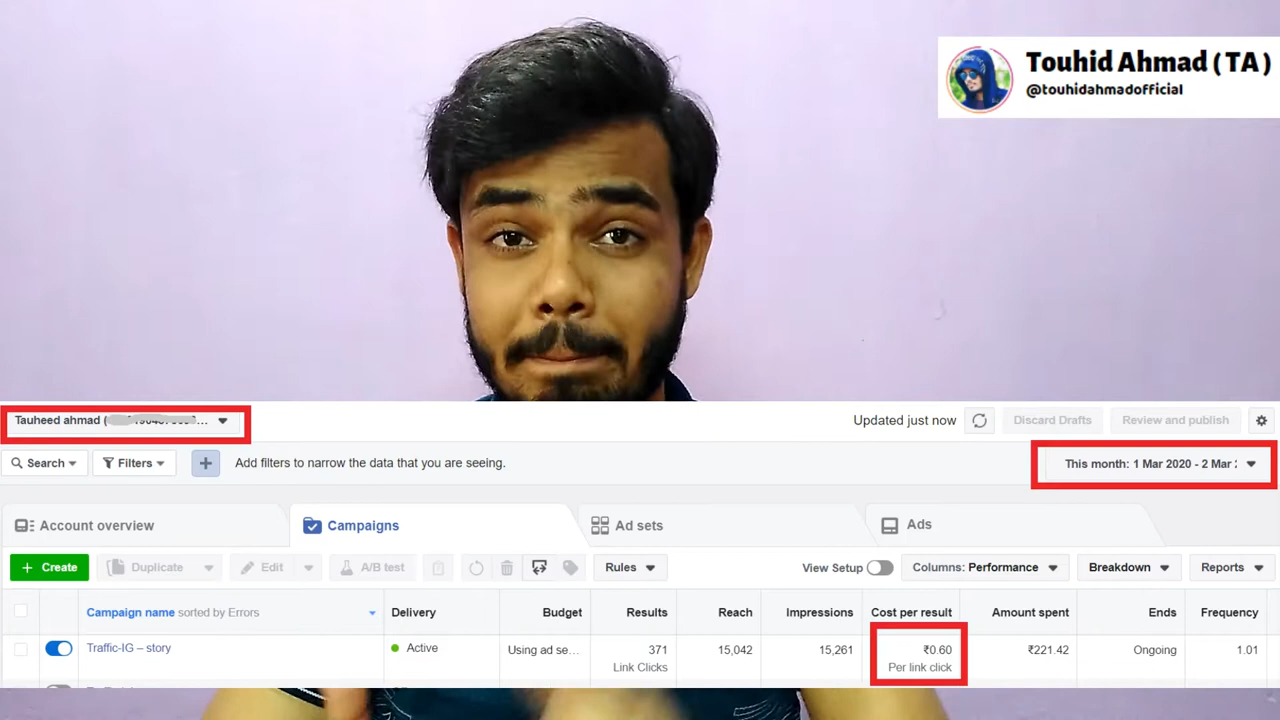 Touhid Ahmad ( TA )
@touhidahmadofficial
Tauheed ahmad (
Updated just now
Discard Drafts
Review and publish
Search
Filters
+
Add filters to narrow the data that you are seeing.
This month: 1 Mar 2020 - 2 Mar
Account overview
Campaigns
Ad sets
Ads
+ Create
Duplicate
Edit
A/B test
Rules
View Setup
Columns: Performance
Breakdown
Reports
Campaign name sorted by Errors
Delivery
Budget
Results
Reach
Impressions
Cost per result
Amount spent
Ends
Frequency
Traffic-IG – story
Active
Using ad se...
371
Link Clicks
15,042
15,261
₹0.60
Per link click
₹221.42
Ongoing
1.01